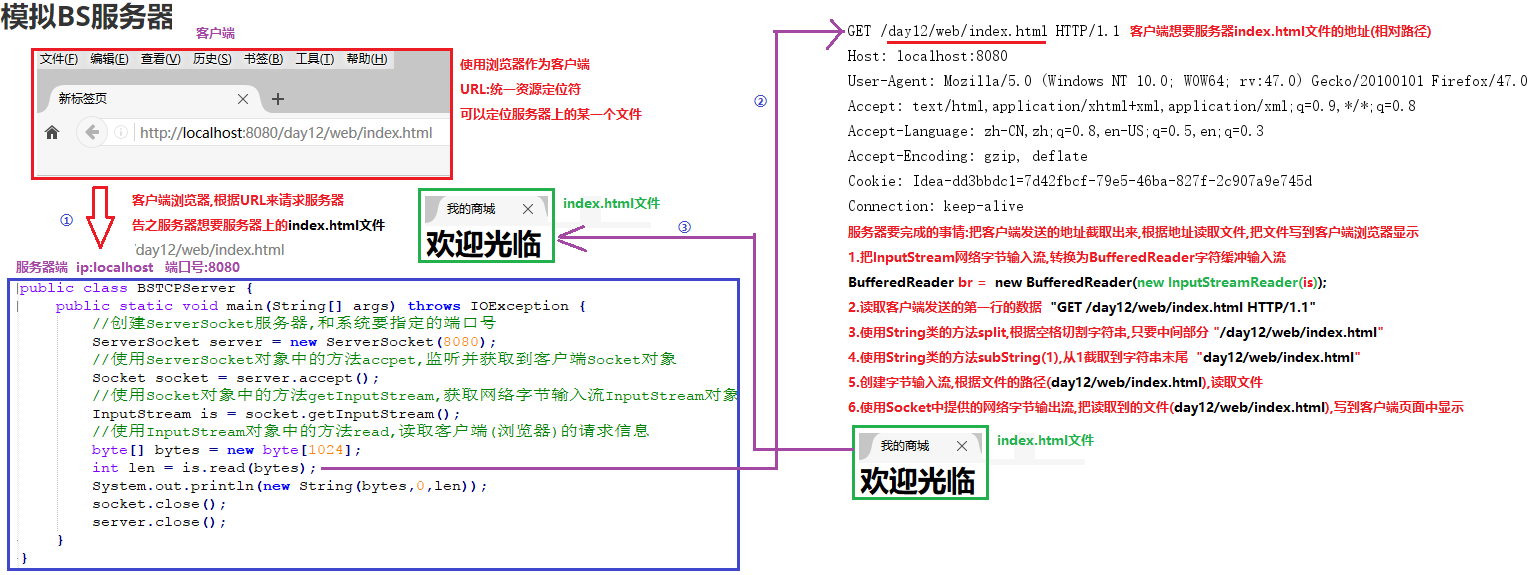 模拟BS服务器
客户端
文件(F) 编辑(E) 查看(V) 历史(S) 书签(B) 工具(T) 帮助(H)
新标签页
http://localhost:8080/day12/web/index.html
使用浏览器作为客户端
URL:统一资源定位符
可以定位服务器上的某一个文件
①
客户端浏览器,根据URL来请求服务器
告之服务器想要服务器上的index.html文件
day12/web/index.html
服务器端 ip:localhost 端口号:8080
public class BSTCPServer {
public static void main(String[] args) throws IOException {
//创建ServerSocket服务器,和系统要指定的端口号
ServerSocket server = new ServerSocket(8080);
//使用ServerSocket对象中的方法accpet,监听并获取到客户端Socket对象
Socket socket = server.accept();
//使用Socket对象中的方法getInputStream,获取网络字节输入流InputStream对象
InputStream is = socket.getInputStream();
//使用InputStream对象中的方法read,读取客户端(浏览器)的请求信息
byte[] bytes = new byte[1024];
int len = is.read(bytes);
System.out.println(new String(bytes,0,len));
socket.close();
server.close();
}
}
我的商城
欢迎光临
index.html文件
③
②
GET /day12/web/index.html HTTP/1.1 客户端想要服务器index.html文件的地址(相对路径)
Host: localhost:8080
User-Agent: Mozilla/5.0 (Windows NT 10.0; WOW64; rv:47.0) Gecko/20100101 Firefox/47.0
Accept: text/html,application/xhtml+xml,application/xml;q=0.9,*/*;q=0.8
Accept-Language: zh-CN,zh;q=0.8,en-US;q=0.5,en;q=0.3
Accept-Encoding: gzip, deflate
Cookie: Idea-dd3bbdc1=7d42fbcf-79e5-46ba-827f-2c907a9e745d
Connection: keep-alive
服务器要完成的事情:把客户端发送的地址截取出来,根据地址读取文件,把文件写到客户端浏览器显示
1.把InputStream网络字节输入流,转换为BufferedReader字符缓冲输入流
BufferedReader br = new BufferedReader(new InputStreamReader(is));
2.读取客户端发送的第一行的数据 "GET /day12/web/index.html HTTP/1.1"
3.使用String类的方法split,根据空格切割字符串,只要中间部分 "/day12/web/index.html"
4.使用String类的方法subString(1),从1截取到字符串末尾 "day12/web/index.html"
5.创建字节输入流,根据文件的路径(day12/web/index.html),读取文件
6.使用Socket中提供的网络字节输出流,把读取到的文件(day12/web/index.html),写到客户端页面中显示
我的商城
欢迎光临
index.html文件